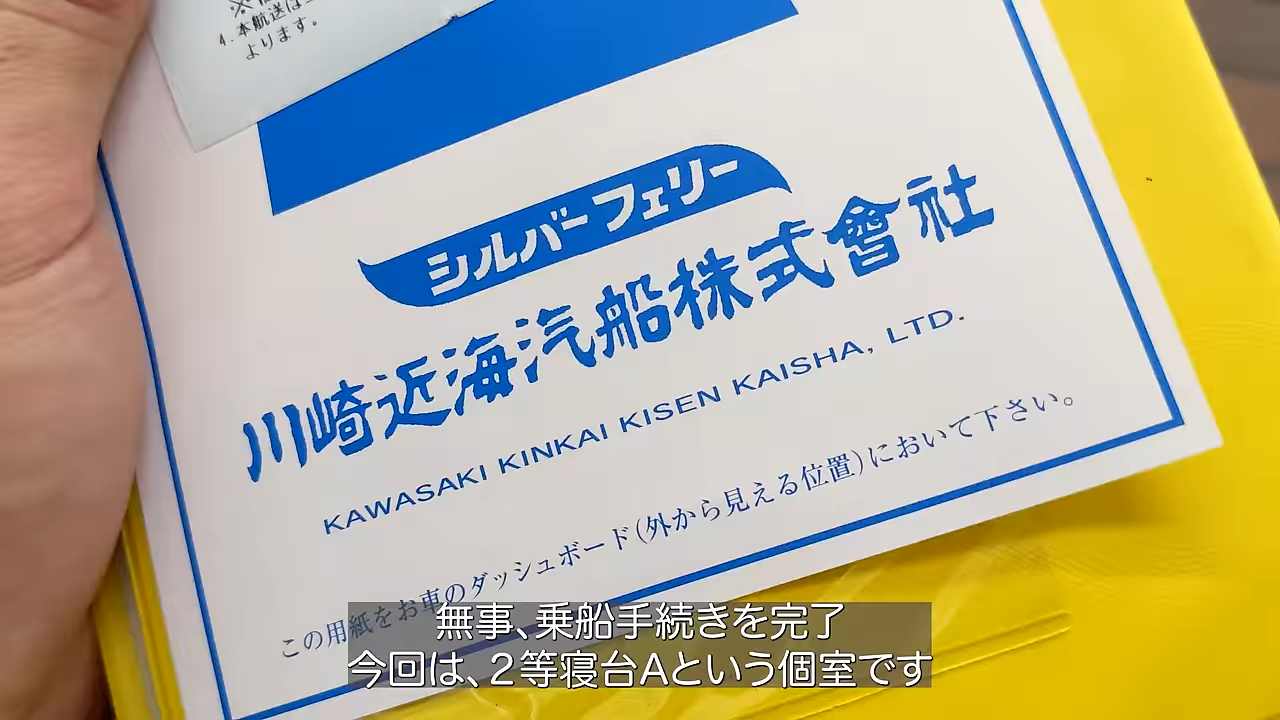 4. 本航送は
よります。
シルバーフェリー
川崎近海汽船株式會社
KAWASAKI KINKAI KISEN KAISHA, LTD.
この用紙をお車のダッシュボード(外から見える位置)において下さい。
無事、乗船手続きを完了
今回は、2等寝台Aという個室です